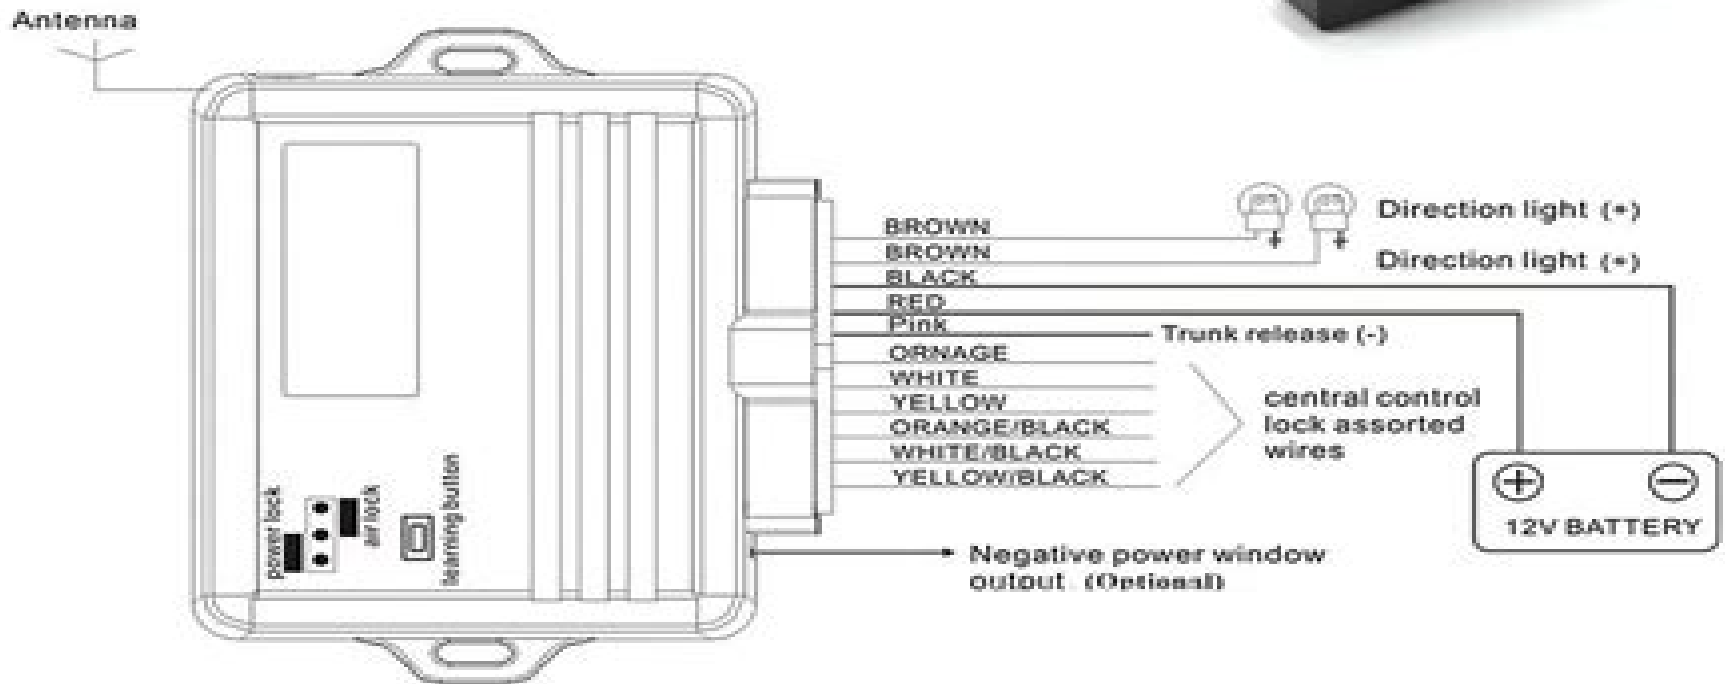 Antenna
BROWN
Direction light (+)
BROWN
Direction light (+)
BLACK
RED
Pink
Trunk release (-)
ORNAGE
WHITE
YELLOW
ORANGE/BLACK
WHITE/BLACK
YELLOW/BLACK
central control
lock assorted
wires
12V BATTERY
power lock
air lock
learning button
Negative power window
output (Optional)